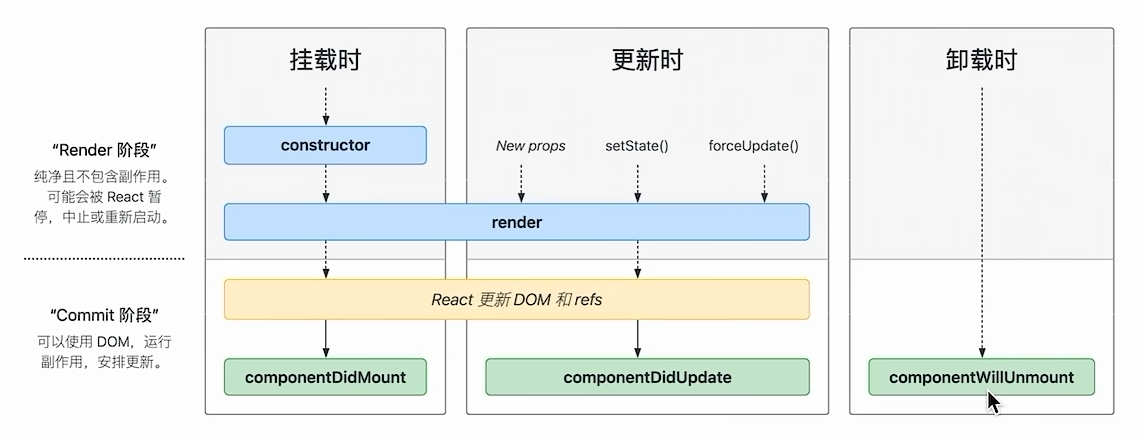 挂载时
更新时
卸载时
“Render 阶段”
纯净且不包含副作用。
可能会被 React 暂
停，中止或重新启动。
constructor
New props
setState()
forceUpdate()
render
“Commit 阶段”
可以使用 DOM，运行
副作用，安排更新。
React 更新 DOM 和 refs
componentDidMount
componentDidUpdate
componentWillUnmount